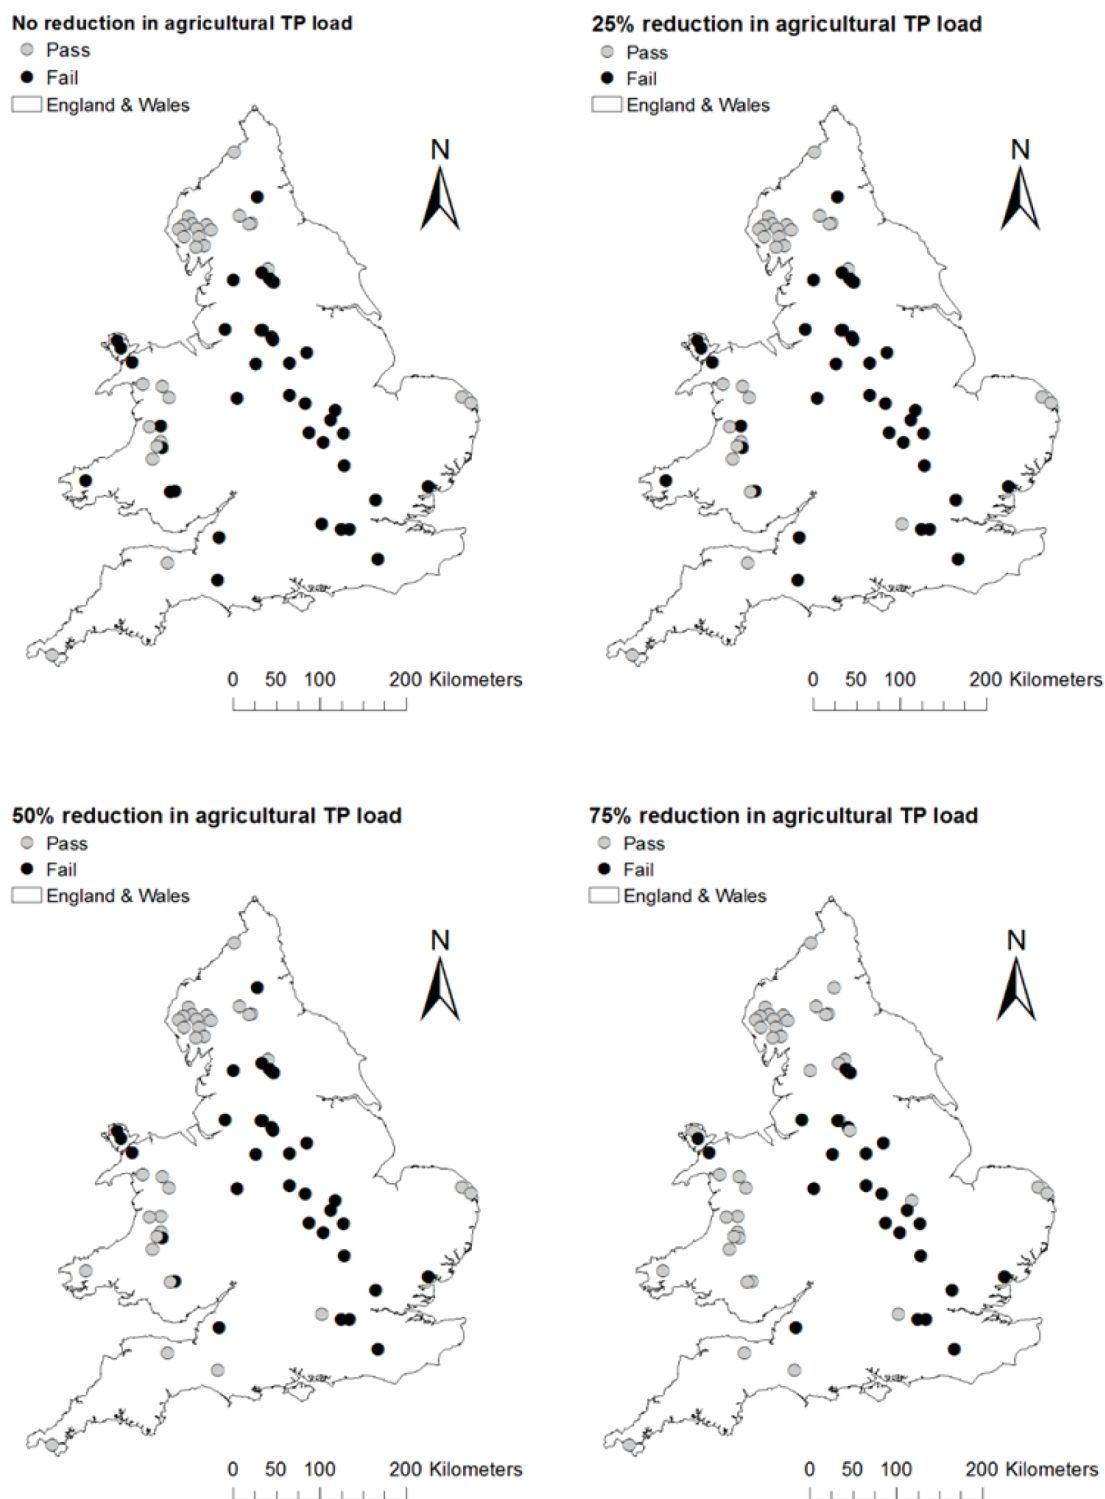 No reduction in agricultural TP load
Pass
Fail
England & Wales
N
0 50 100 200 Kilometers
25% reduction in agricultural TP load
Pass
Fail
England & Wales
N
0 50 100 200 Kilometers
50% reduction in agricultural TP load
Pass
Fail
England & Wales
N
0 50 100 200 Kilometers
75% reduction in agricultural TP load
Pass
Fail
England & Wales
N
0 50 100 200 Kilometers